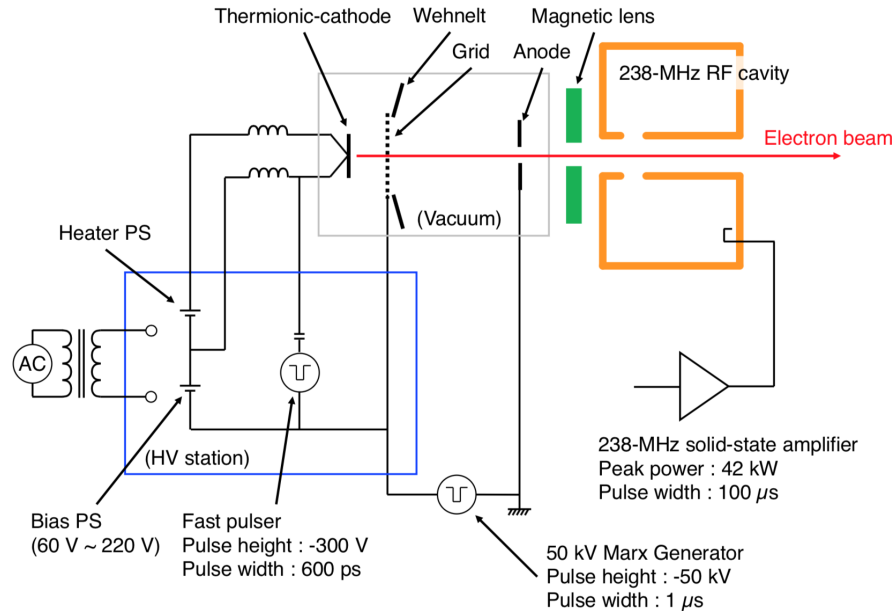 Thermionic-cathode
Wehnelt
Grid
Magnetic lens
Anode
238-MHz RF cavity
Electron beam
(Vacuum)
Heater PS
AC
(HV station)
Bias PS
(60 V ~ 220 V)
Fast pulser
Pulse height : -300 V
Pulse width : 600 ps
238-MHz solid-state amplifier
Peak power : 42 kW
Pulse width : 100 μs
50 kV Marx Generator
Pulse height : -50 kV
Pulse width : 1 μs